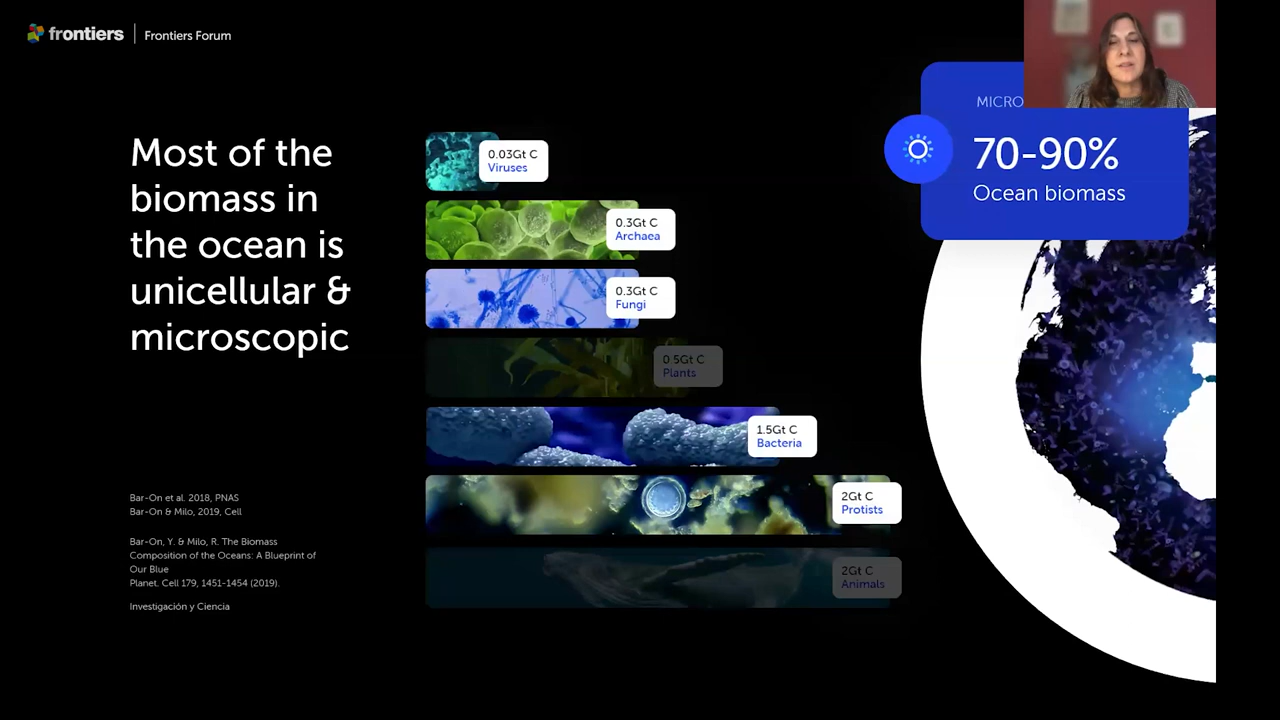 frontiers
Frontiers Forum
Most of the
biomass in
the ocean is
unicellular &
microscopic
0.03Gt C
Viruses
0.3Gt C
Archaea
0.3Gt C
Fungi
0.5Gt C
Plants
1.5Gt C
Bacteria
2Gt C
Protists
2Gt C
Animals
MICRO
70-90%
Ocean biomass
Bar-On et al. 2018, PNAS
Bar-On & Milo, 2019, Cell
Bar-On, Y. & Milo, R. The Biomass
Composition of the Oceans: A Blueprint of
Our Blue
Planet. Cell 179, 1451-1454 (2019).
Investigación y Ciencia